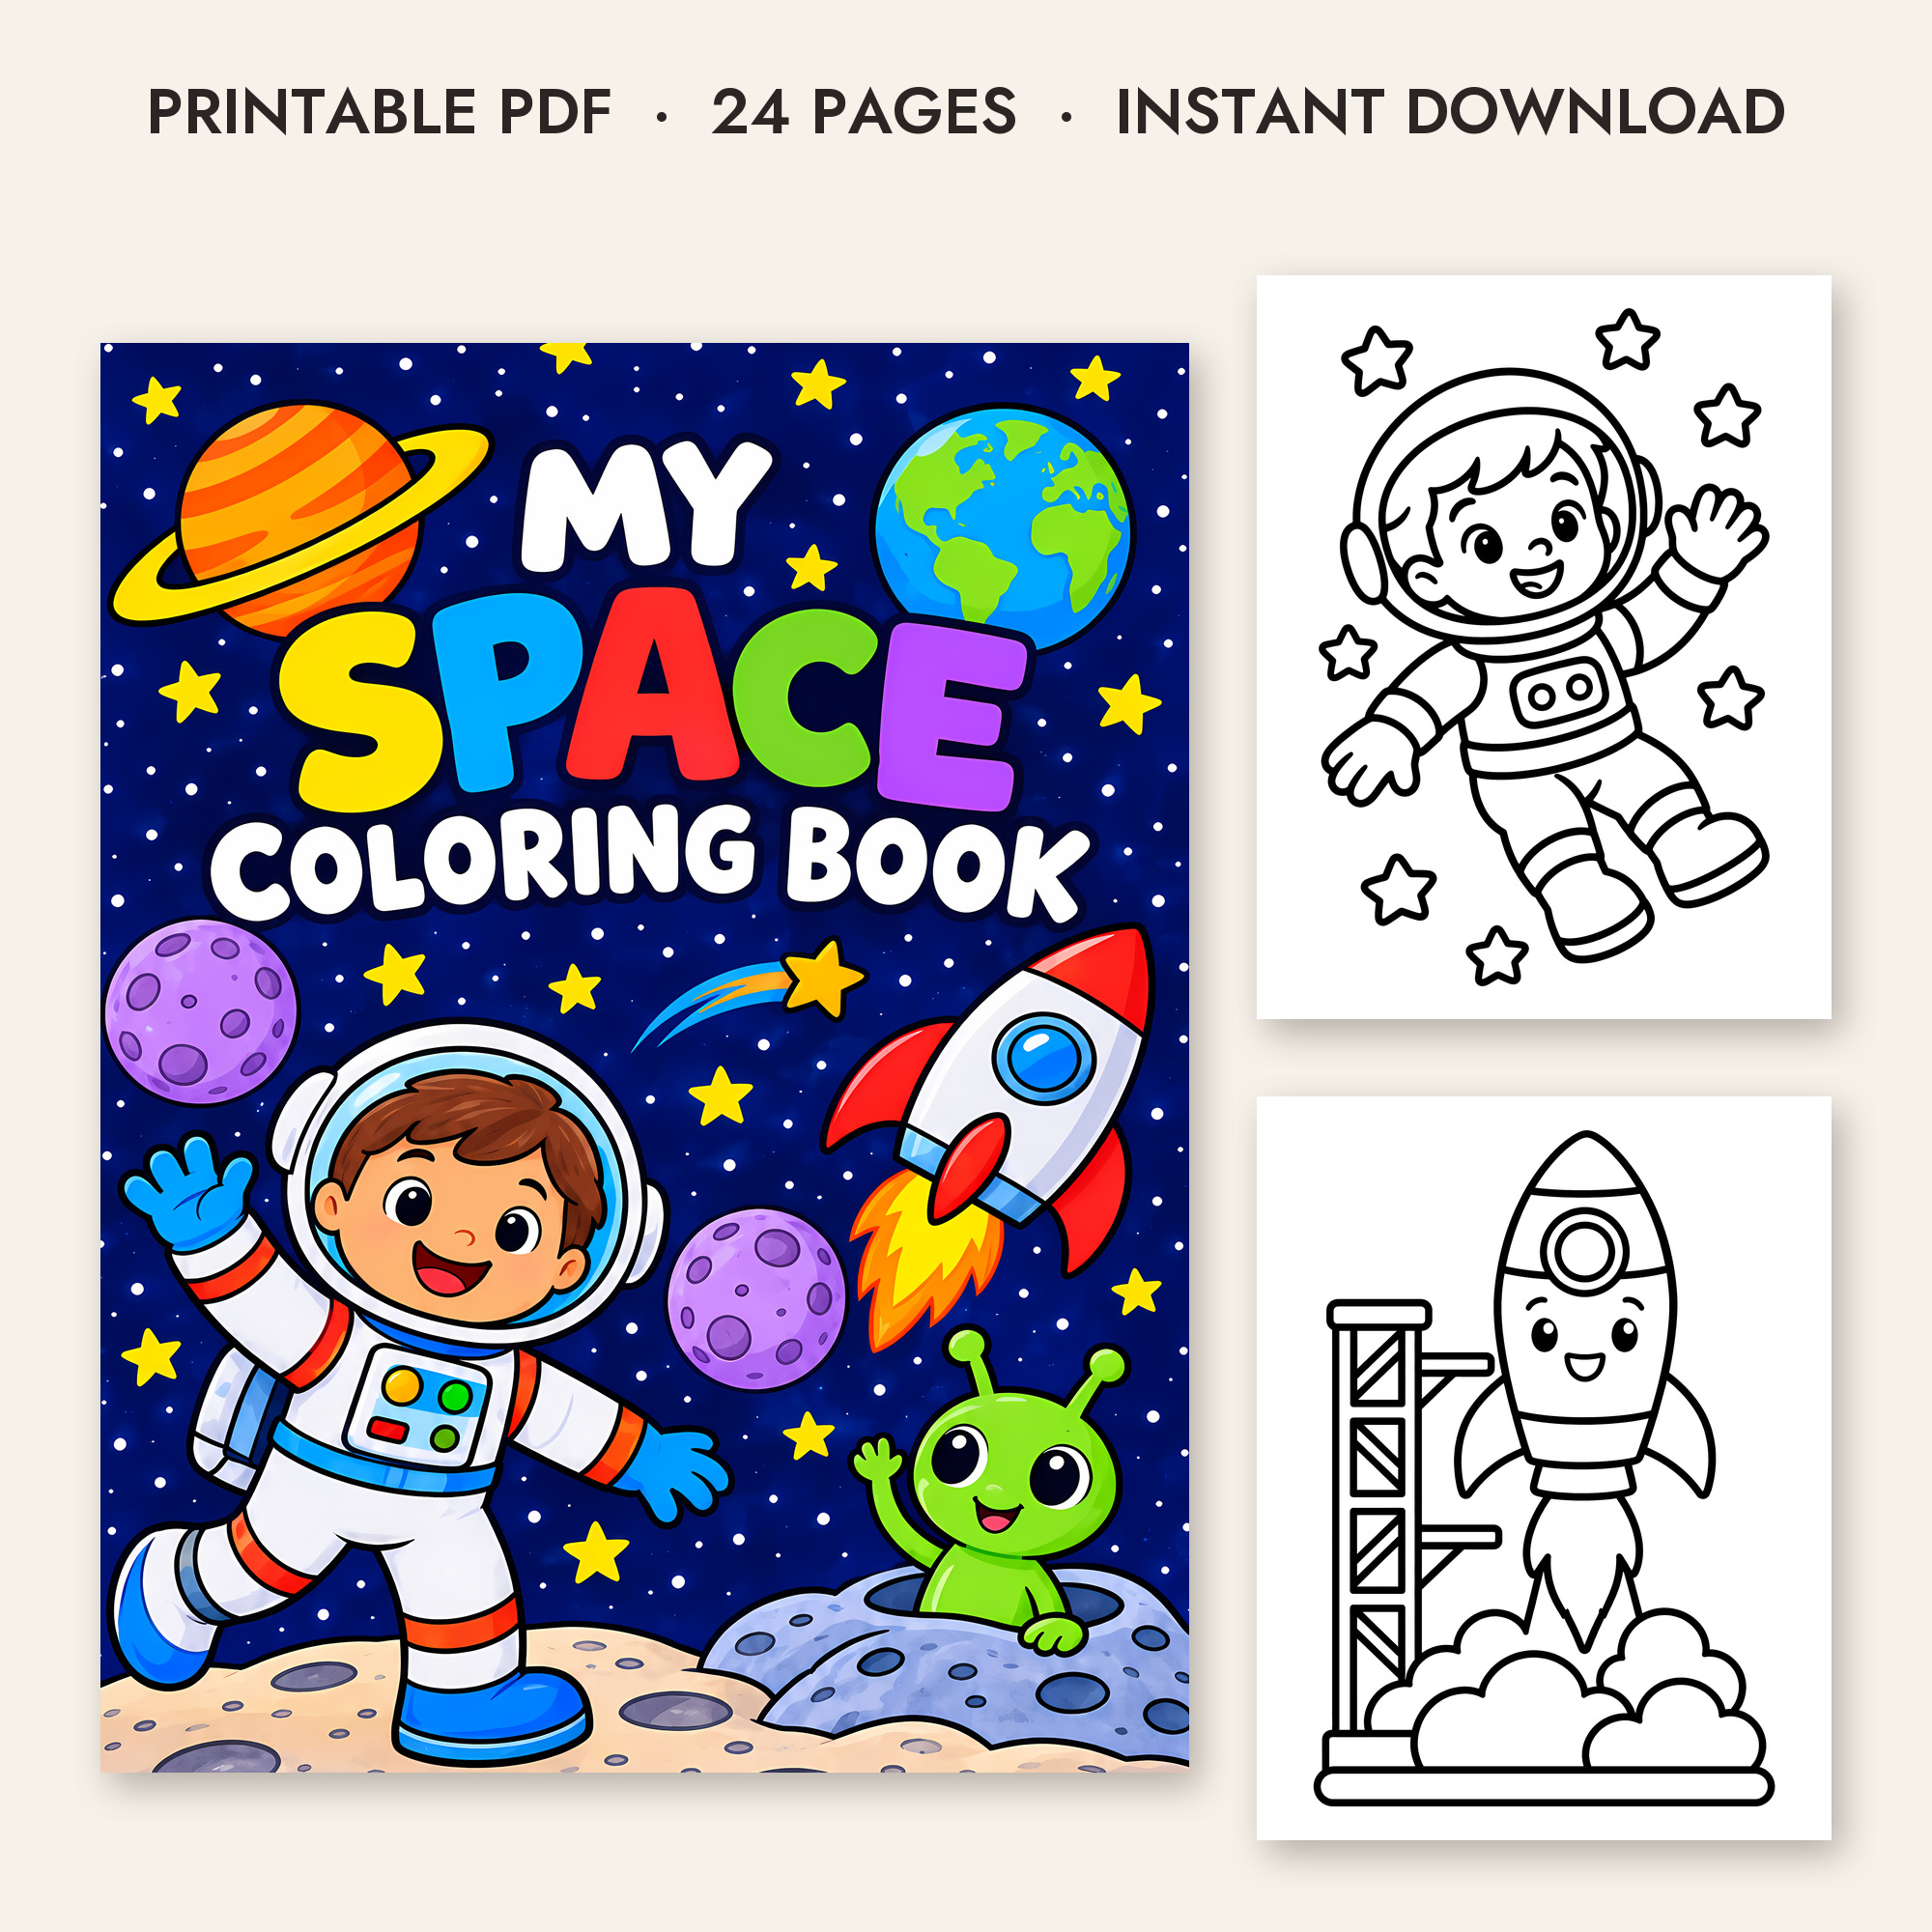 PRINTABLE PDF · 24 PAGES · INSTANT DOWNLOAD
MY
SPACE
COLORING BOOK